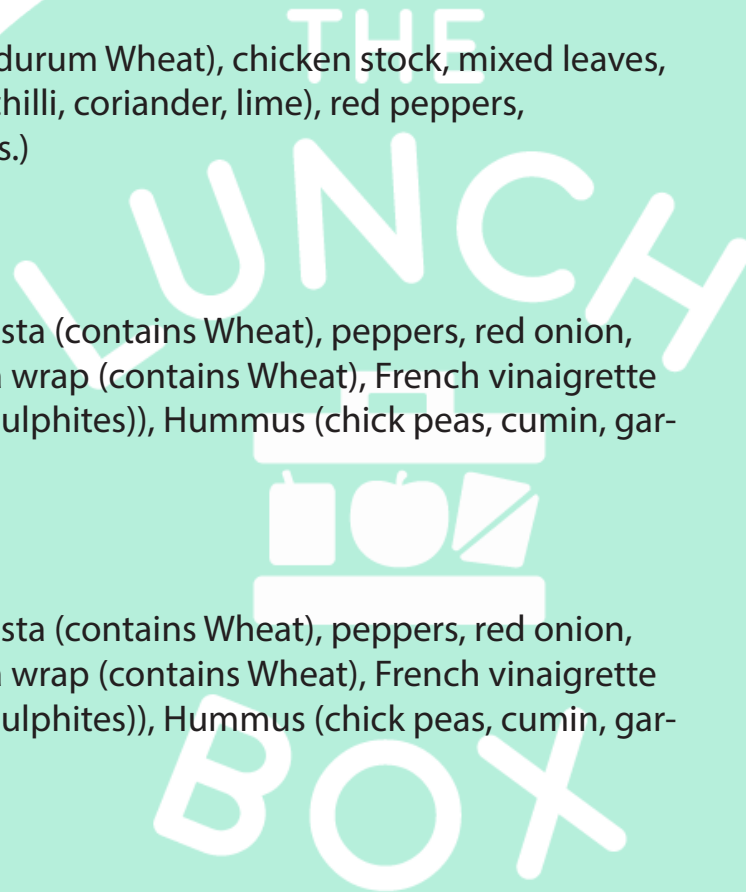 THE
durum Wheat), chicken stock, mixed leaves,
chilli, coriander, lime), red peppers,
s.)
LUNCH
sta (contains Wheat), peppers, red onion,
a wrap (contains Wheat), French vinaigrette
ulphites)), Hummus (chick peas, cumin, gar-
sta (contains Wheat), peppers, red onion,
a wrap (contains Wheat), French vinaigrette
ulphites)), Hummus (chick peas, cumin, gar-
BOX